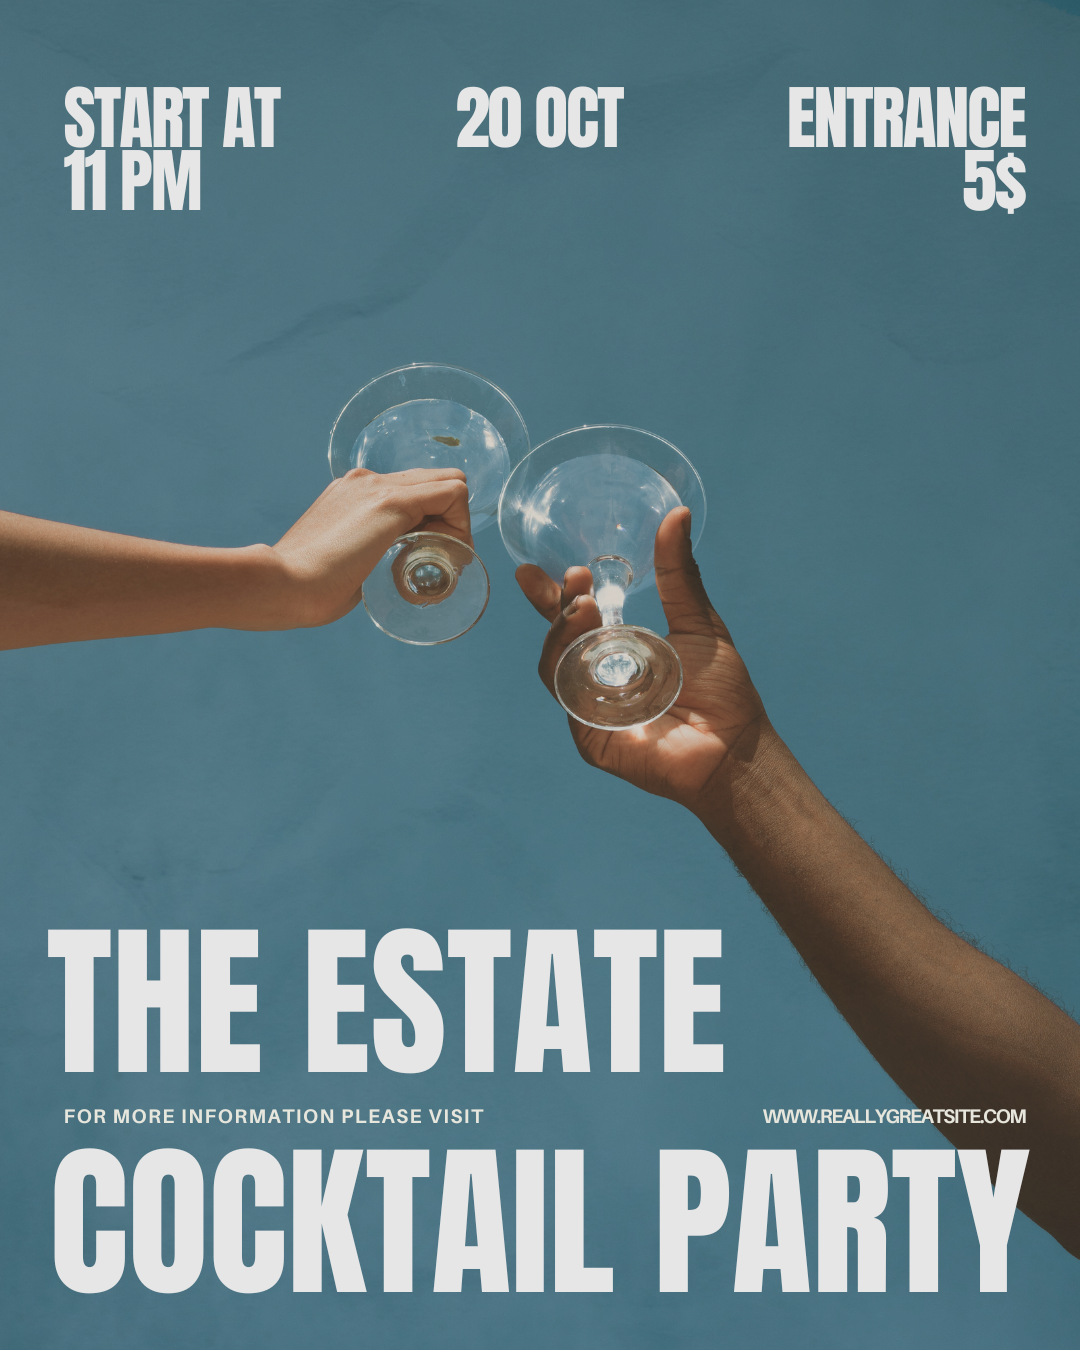 START AT
11 PM
20 OCT
ENTRANCE
5$
THE ESTATE
FOR MORE INFORMATION PLEASE VISIT
WWW.REALLYGREATSITE.COM
COCKTAIL PARTY